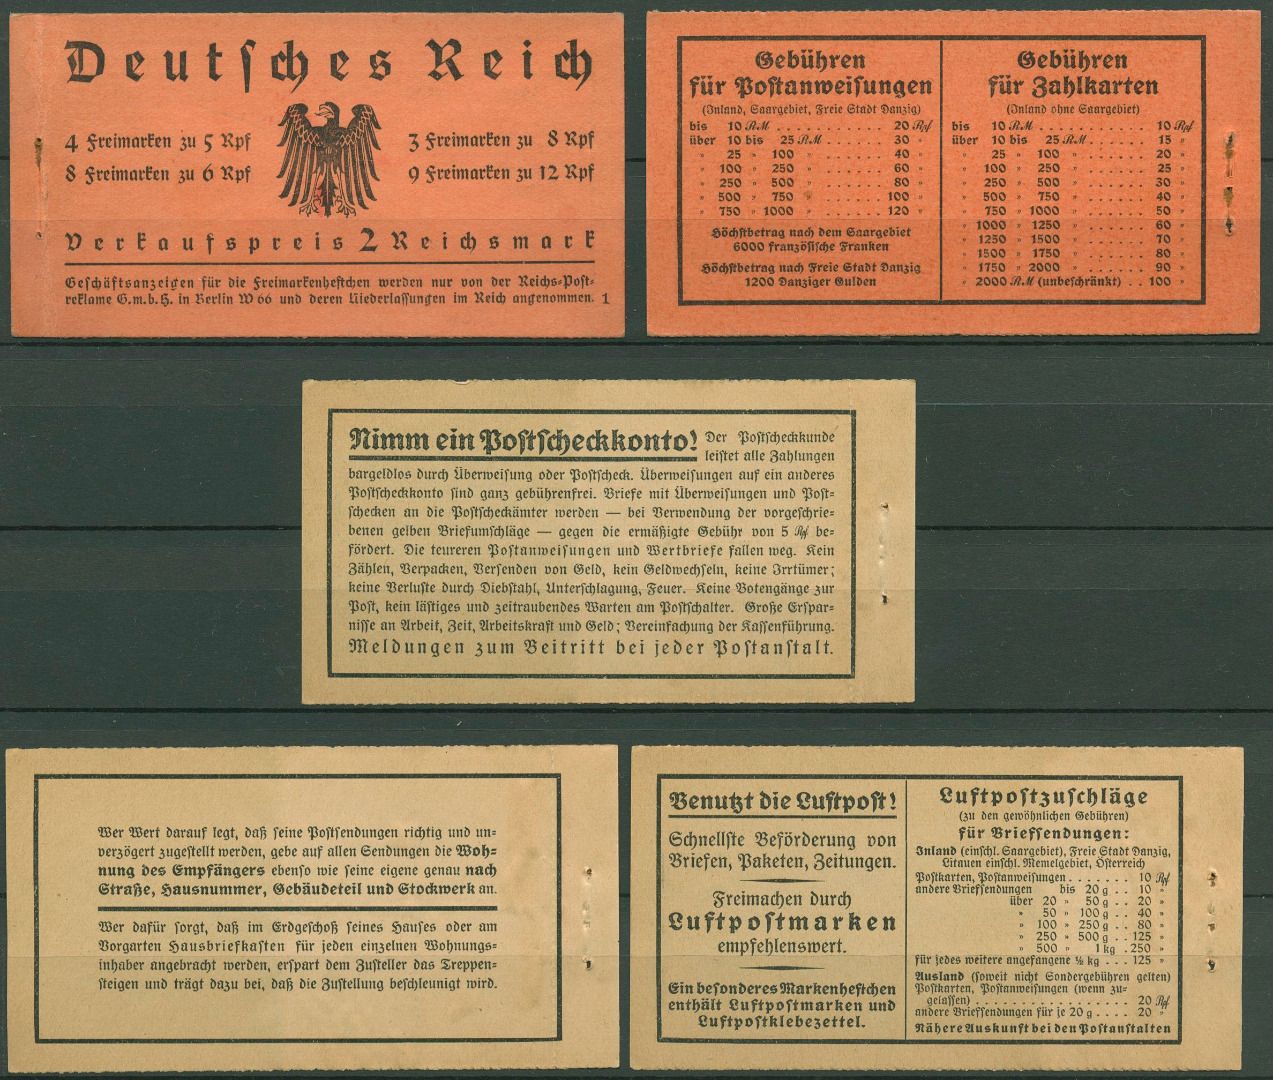 Deutsches Reich
4 Freimarken zu 5 Rpf
8 Freimarken zu 6 Rpf
3 Freimarken zu 8 Rpf
9 Freimarken zu 12 Rpf
Verkaufspreis 2 Reichsmark
Geschäftsanzeigen für die Freimarkenheftchen werden nur von der Reichs-Post-
reklame G.m.b.H. in Berlin W 66 und deren Niederlassungen im Reich angenommen. 1
Gebühren
für Postanweisungen
(Inland, Saargebiet, Freie Stadt Danzig)
bis 10 RM . . . . . . . . . . . 20 Rpf
über 10 bis 25 RM . . . . . . 30 "
" 25 " 100 " . . . . . . 40 "
" 100 " 250 " . . . . . . 60 "
" 250 " 500 " . . . . . . 80 "
" 500 " 750 " . . . . . . 100 "
" 750 " 1000 " . . . . . . 120 "
Höchstbetrag nach dem Saargebiet
6000 französische Franken
Höchstbetrag nach Freie Stadt Danzig
1200 Danziger Gulden
Gebühren
für Zahlkarten
(Inland ohne Saargebiet)
bis 10 RM . . . . . . . . . . . 10 Rpf
über 10 bis 25 RM . . . . . . 15 "
" 25 " 100 " . . . . . . 20 "
" 100 " 250 " . . . . . . 25 "
" 250 " 500 " . . . . . . 30 "
" 500 " 750 " . . . . . . 40 "
" 750 " 1000 " . . . . . . 50 "
" 1000 " 1250 " . . . . . . 60 "
" 1250 " 1500 " . . . . . . 70 "
" 1500 " 1750 " . . . . . . 80 "
" 1750 " 2000 " . . . . . . 90 "
" 2000 RM (unbeschränkt) . . 100 "
Nimm ein Postscheckkonto! Der Postscheckkunde
leistet alle Zahlungen
bargeldlos durch Überweisung oder Postscheck. Überweisungen auf ein anderes
Postscheckkonto sind ganz gebührenfrei. Briefe mit Überweisungen und Post-
schecken an die Postscheckämter werden — bei Verwendung der vorgeschrie-
benen gelben Briefumschläge — gegen die ermäßigte Gebühr von 5 Rpf be-
fördert. Die teureren Postanweisungen und Wertbriefe fallen weg. Kein
Zählen, Verpacken, Versenden von Geld, kein Geldwechseln, keine Irrtümer;
keine Verluste durch Diebstahl, Unterschlagung, Feuer. Keine Botengänge zur
Post, kein lästiges und zeitraubendes Warten am Postschalter. Große Erspar-
nisse an Arbeit, Zeit, Arbeitskraft und Geld; Vereinfachung der Kassenführung.
Meldungen zum Beitritt bei jeder Postanstalt.
Wer Wert darauf legt, daß seine Postsendungen richtig und un-
verzögert zugestellt werden, gebe auf allen Sendungen die Woh-
nung des Empfängers ebenso wie seine eigene genau nach
Straße, Hausnummer, Gebäudeteil und Stockwerk an.
Wer dafür sorgt, daß im Erdgeschoß seines Hauses oder am
Vorgarten Hausbriefkasten für jeden einzelnen Wohnungs-
inhaber angebracht werden, erspart dem Zusteller das Treppen-
steigen und trägt dazu bei, daß die Zustellung beschleunigt wird.
Benutzt die Luftpost!
Schnellste Beförderung von
Briefen, Paketen, Zeitungen.
Freimachen durch
Luftpostmarken
empfehlenswert.
Ein besonderes Markenheftchen
enthält Luftpostmarken und
Luftpostklebezettel.
Luftpostzuschläge
(zu den gewöhnlichen Gebühren)
für Briefsendungen:
Inland (einschl. Saargebiet), Freie Stadt Danzig,
Litauen einschl. Memelgebiet, Österreich
Postkarten, Postanweisungen . . . . . . . 10 Rpf
andere Briefsendungen bis 20 g . . 10 "
über 20 " 50 g . . 20 "
" 50 " 100 g . . 40 "
" 100 " 250 g . . 80 "
" 250 " 500 g . . 125 "
" 500 " 1 kg . 250 "
für jedes weitere angefangene ½ kg . . . 125 "
Ausland (soweit nicht Sondergebühren gelten)
Postkarten, Postanweisungen (wenn zu-
gelassen) . . . . . . . . . . . . . . . . . . 20 Rpf
andere Briefsendungen für je 20 g . . . . 20 "
Nähere Auskunft bei den Postanstalten